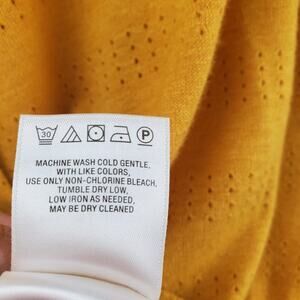 30 P
MACHINE WASH COLD GENTLE,
WITH LIKE COLORS,
USE ONLY NON-CHLORINE BLEACH,
TUMBLE DRY LOW,
LOW IRON AS NEEDED,
MAY BE DRY CLEANED